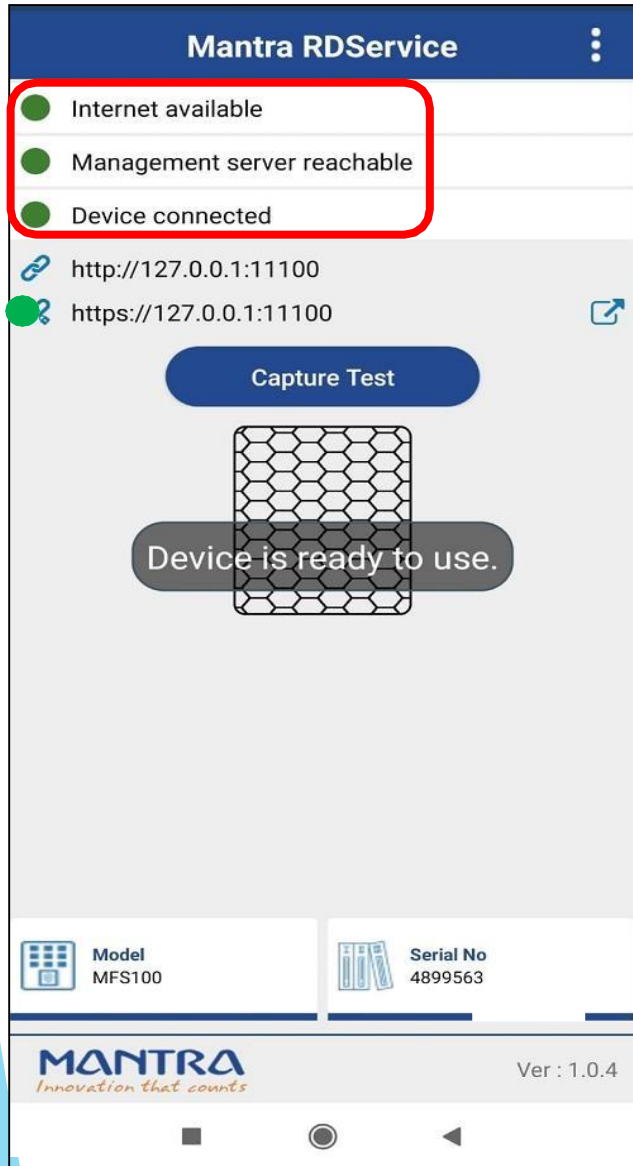 Mantra RDService
Internet available
Management server reachable
Device connected
http://127.0.0.1:11100
https://127.0.0.1:11100
Capture Test
Device is ready to use.
Model
MFS100
Serial No
4899563
MANTRA
Innovation that counts
Ver : 1.0.4